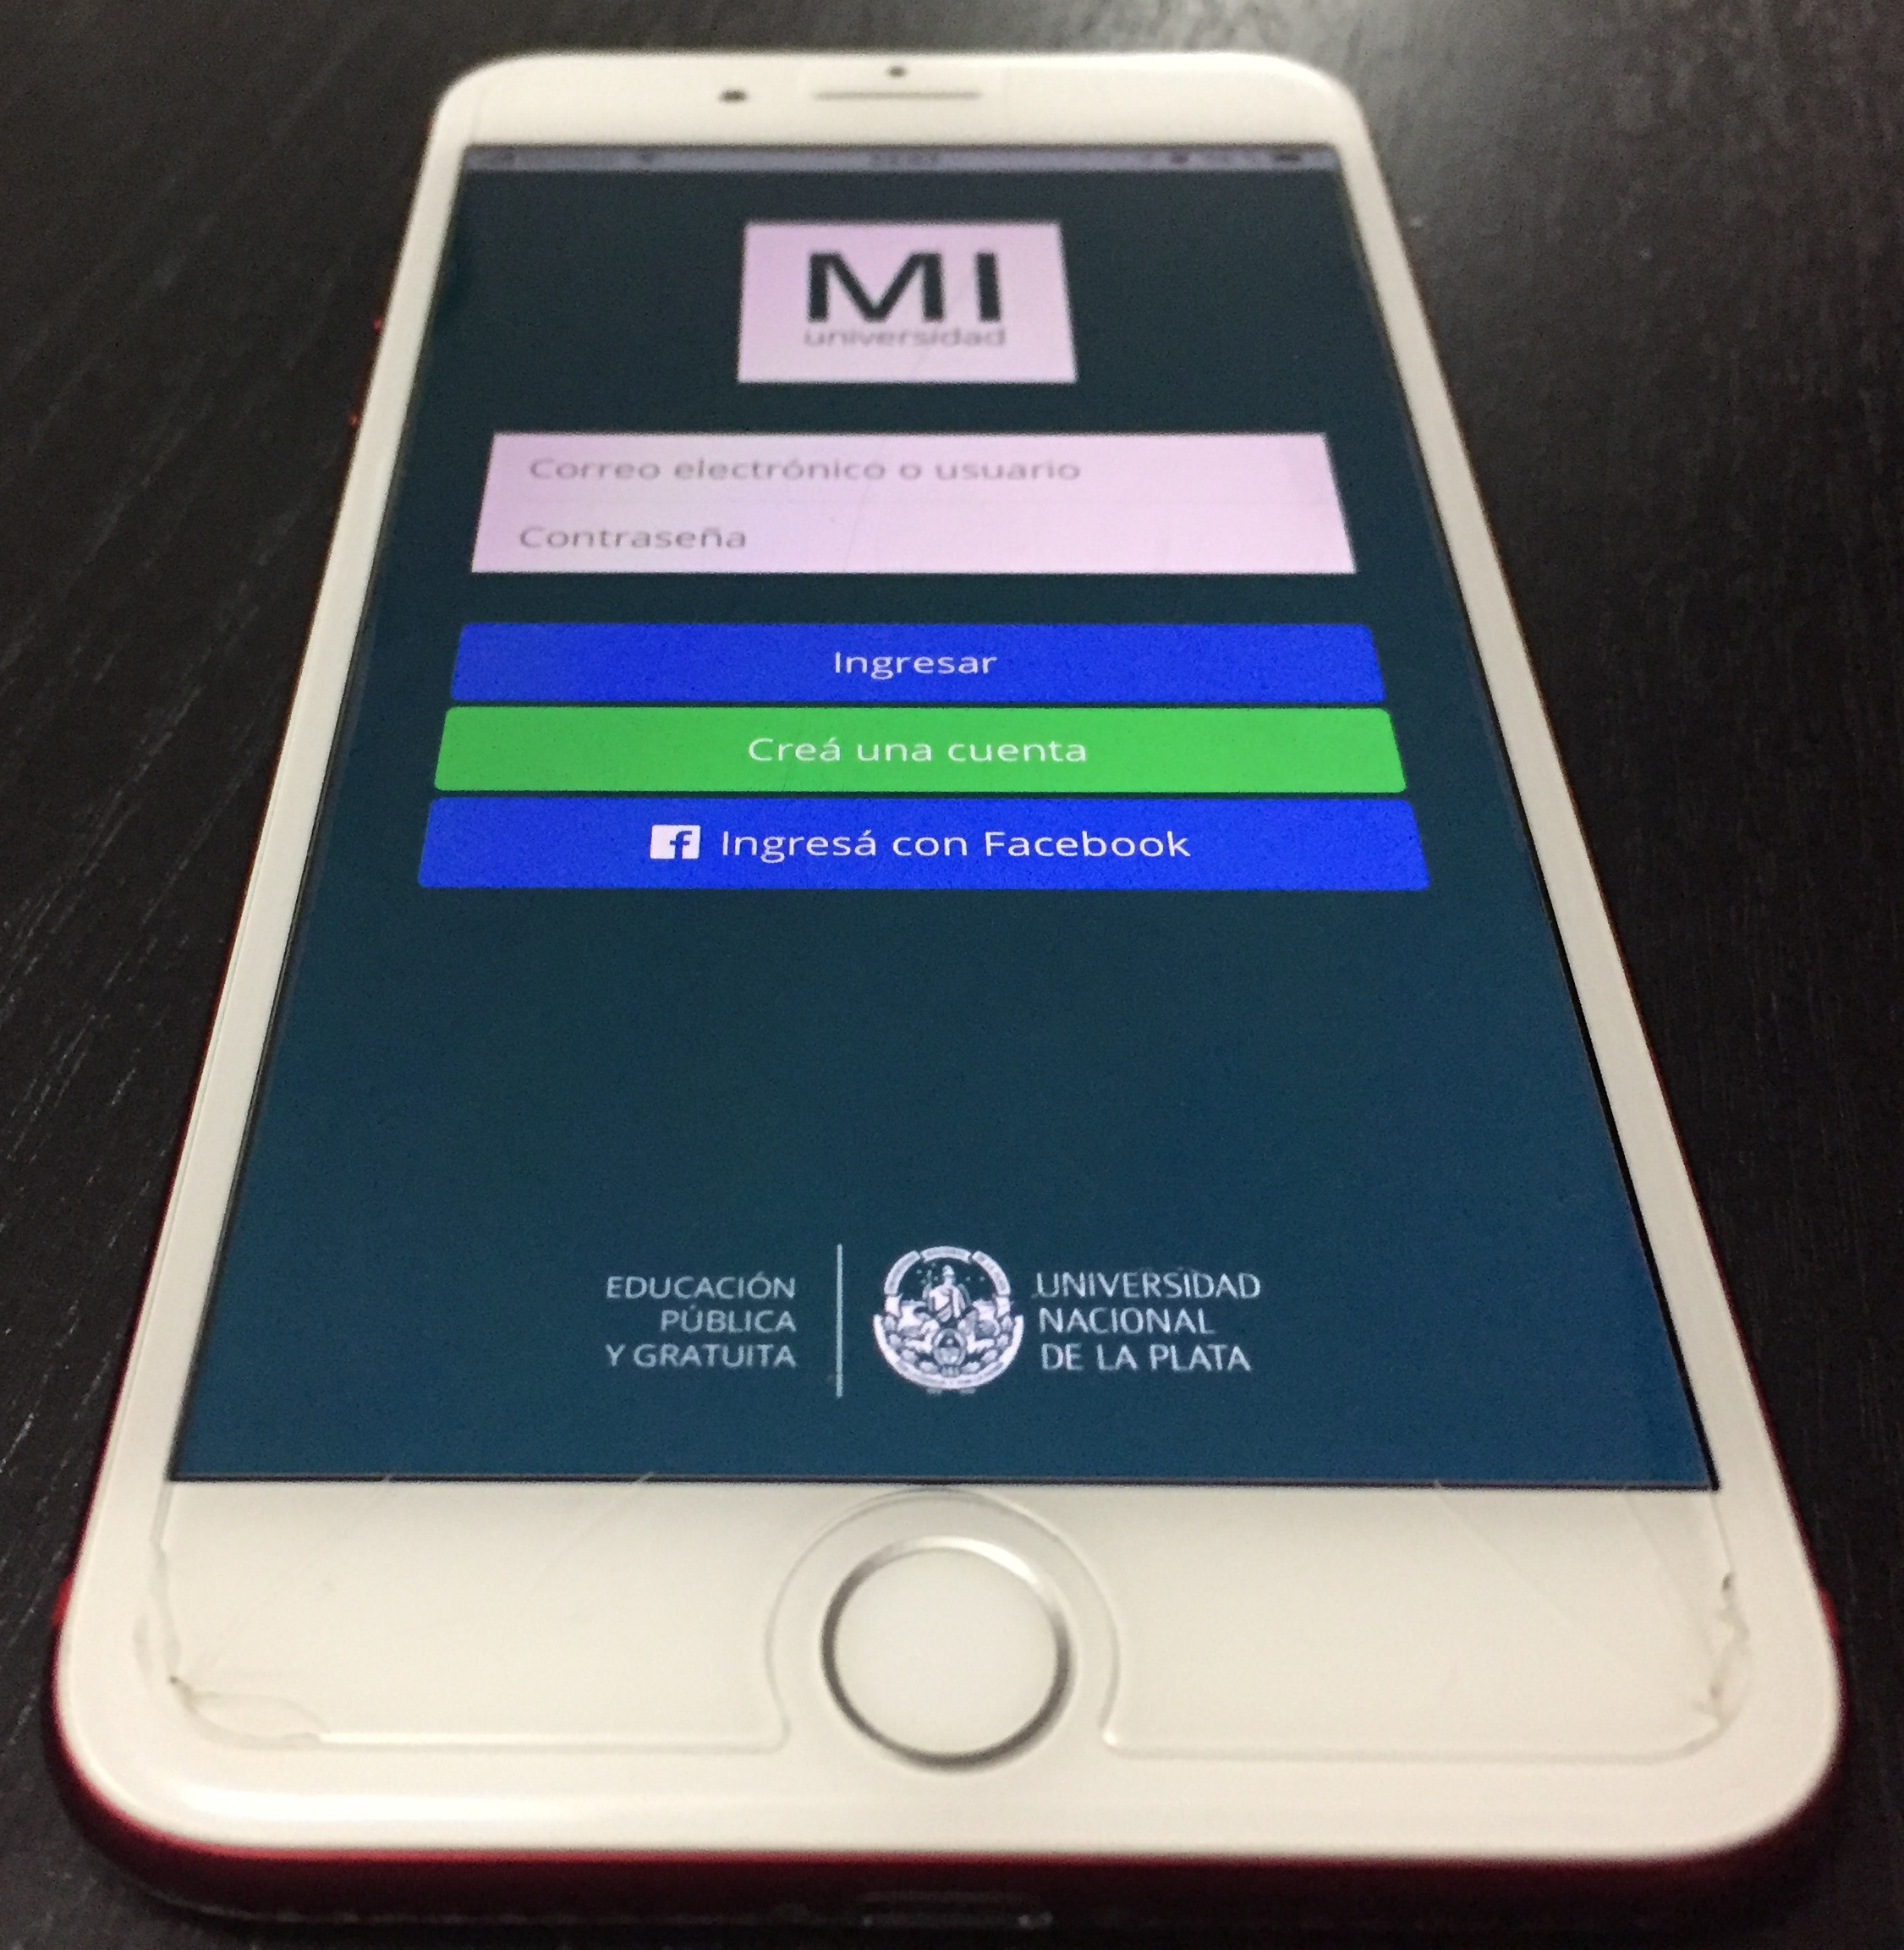 MI
universidad
Correo electrónico o usuario
Contraseña
Ingresar
Creá una cuenta
Ingresá con Facebook
EDUCACIÓN
PÚBLICA
Y GRATUITA
UNIVERSIDAD
NACIONAL
DE LA PLATA